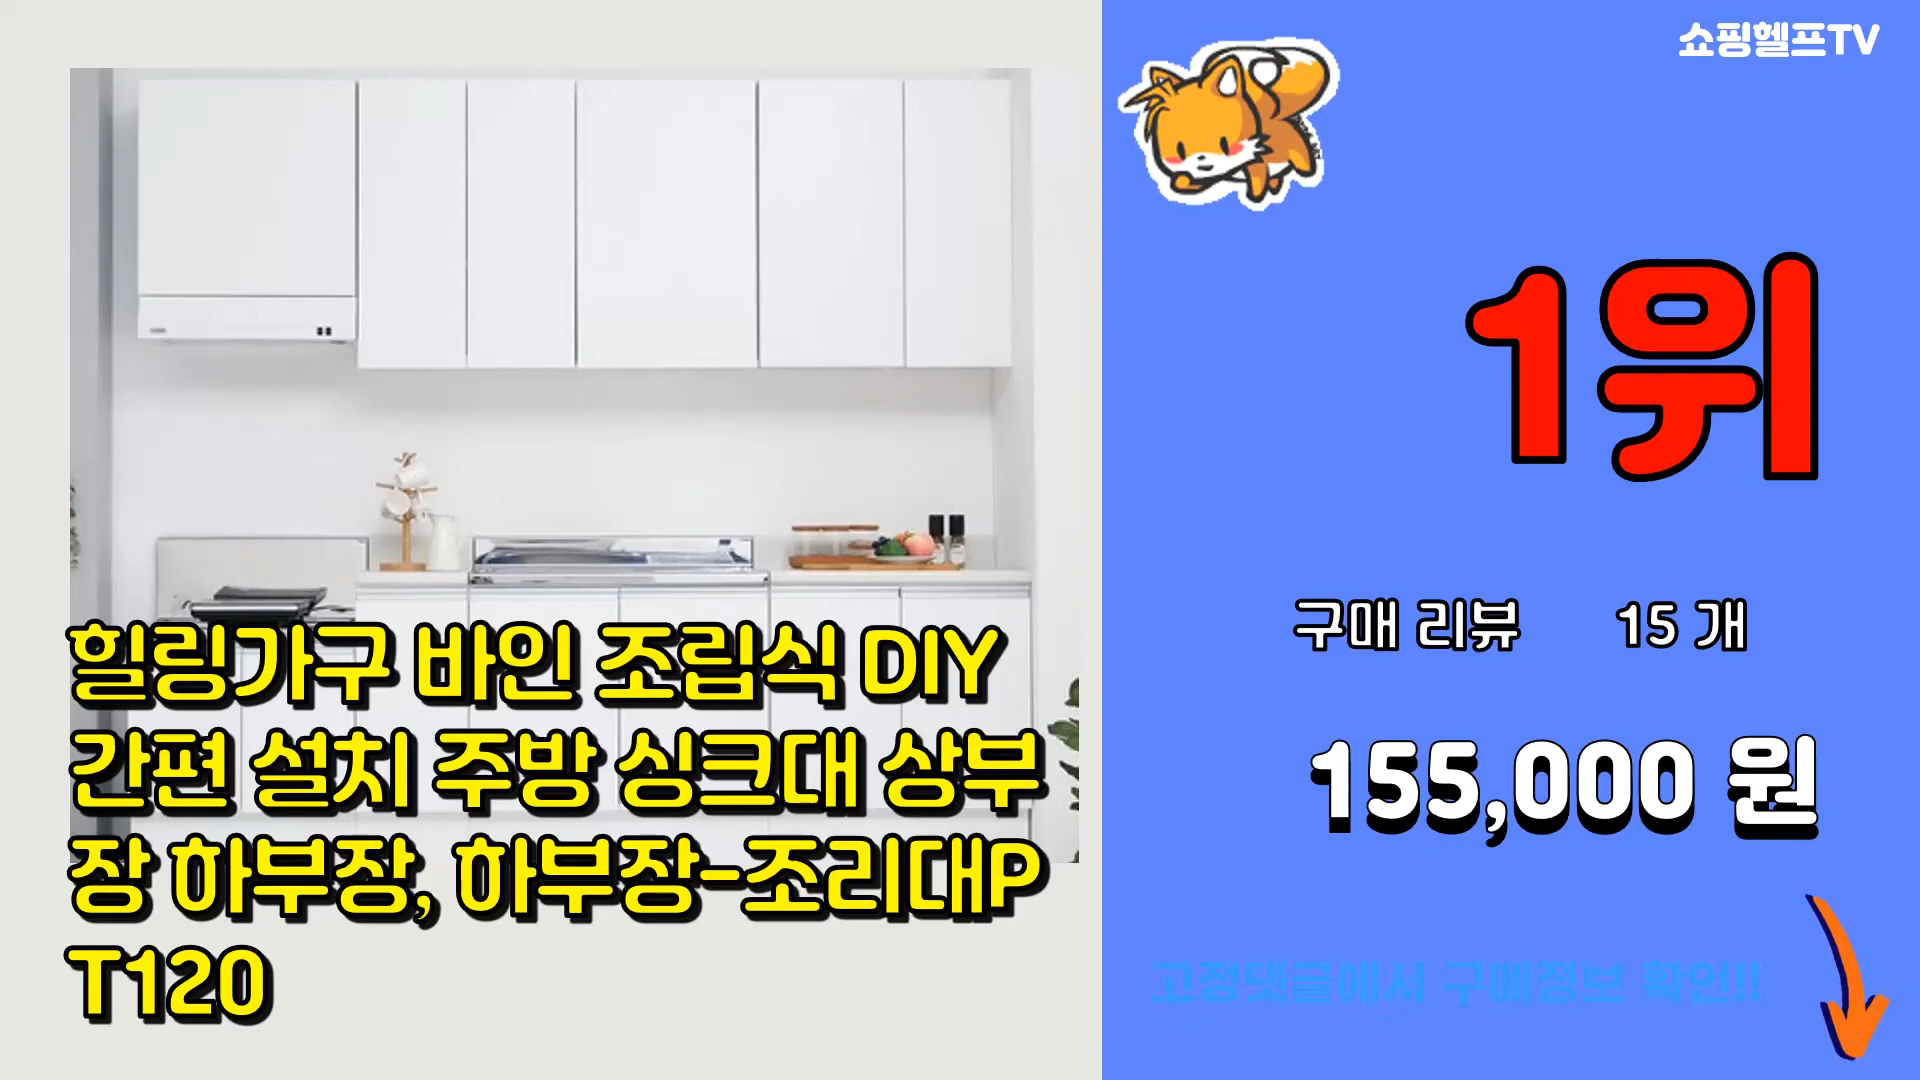 쇼핑헬프TV
1위
구매 리뷰 15 개
155,000 원
힐링가구 바인 조립식 DIY
간편 설치 주방 싱크대 상부
장 하부장, 하부장-조리대P
T120
고정댓글에서 구매정보 확인!!